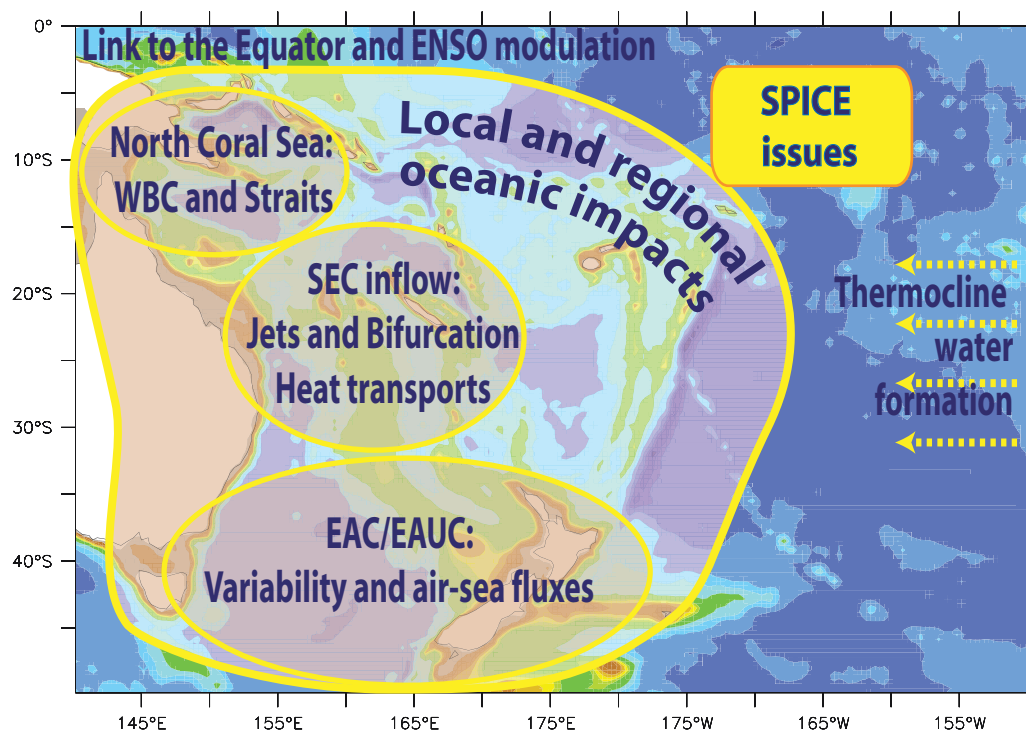 0°
Link to the Equator and ENSO modulation
SPICE
issues
Local and regional
oceanic impacts
North Coral Sea:
WBC and Straits
10°S
SEC inflow:
Jets and Bifurcation
Heat transports
20°S
Thermocline
water
formation
30°S
EAC/EAUC:
Variability and air-sea fluxes
40°S
145°E 155°E 165°E 175°E 175°W 165°W 155°W